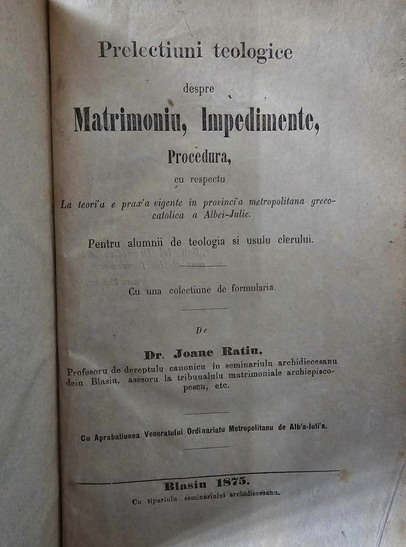 Prelectiuni teologice
despre
Matrimoniu, Impedimente,
Procedura,
cu respectu
La teori'a e prax'a vigente in provinci'a metropolitana greco-
catolica a Albei-Julie.
Pentru alumnii de teologia si usulu clerului.
Cu una colectiune de formularia.
De
Dr. Joane Ratiu,
Profesoru de dereptulu canonicu in seminariulu archidiecesanu
dein Blasiu, asesoru la tribunalulu matrimoniale archiepisco-
pescu, etc.
Cu Aprobatiunea Veneratului Ordinariatu Metropolitanu de Alb'a-Juli'a.
Blasiu 1875.
Cu tipariulu seminariului archidiecesanu.